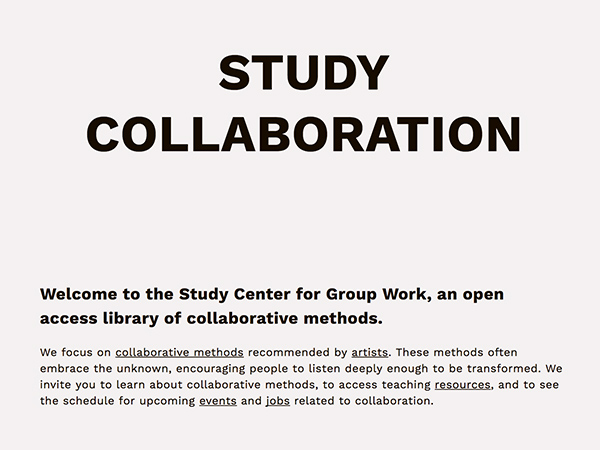 STUDY
COLLABORATION
Welcome to the Study Center for Group Work, an open
access library of collaborative methods.
We focus on collaborative methods recommended by artists. These methods often
embrace the unknown, encouraging people to listen deeply enough to be transformed. We
invite you to learn about collaborative methods, to access teaching resources, and to see
the schedule for upcoming events and jobs related to collaboration.